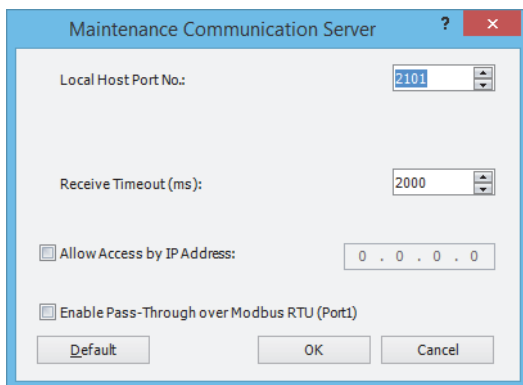 Maintenance Communication Server ? ×
Local Host Port No.: 2101
Receive Timeout (ms): 2000
Allow Access by IP Address: 0 . 0 . 0 . 0
Enable Pass-Through over Modbus RTU (Port1)
Default OK Cancel